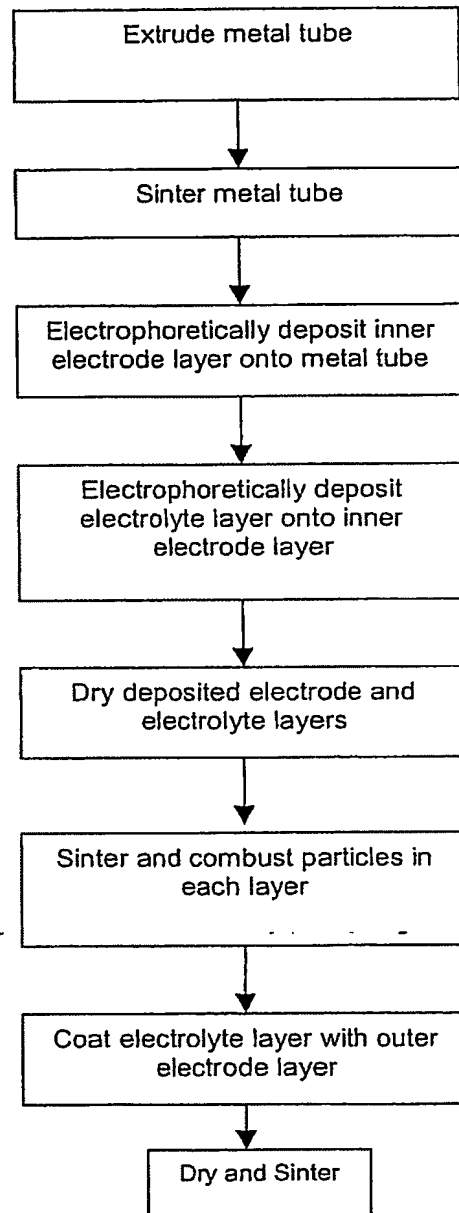 Extrude metal tube
Sinter metal tube
Electrophoretically deposit inner
electrode layer onto metal tube
Electrophoretically deposit
electrolyte layer onto inner
electrode layer
Dry deposited electrode and
electrolyte layers
Sinter and combust particles in
each layer
Coat electrolyte layer with outer
electrode layer
Dry and Sinter